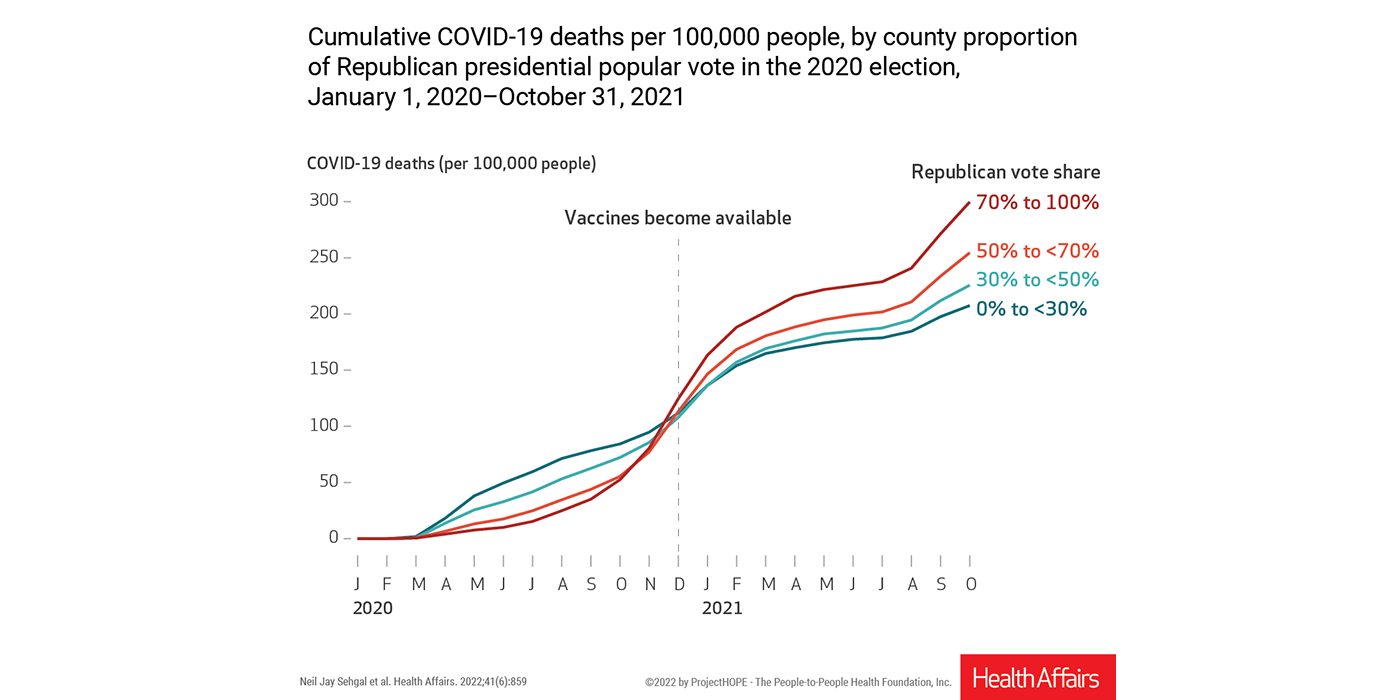 Cumulative COVID-19 deaths per 100,000 people, by county proportion
of Republican presidential popular vote in the 2020 election,
January 1, 2020–October 31, 2021
COVID-19 deaths (per 100,000 people)
Republican vote share
300
70% to 100%
Vaccines become available
250
50% to <70%
30% to <50%
200
0% to <30%
150
100
50
0
J F M A M J J A S O N D J F M A M J J A S O
2020 2021
Neil Jay Sehgal et al. Health Affairs. 2022;41(6):859
©2022 by ProjectHOPE - The People-to-People Health Foundation, Inc.
HealthAffairs